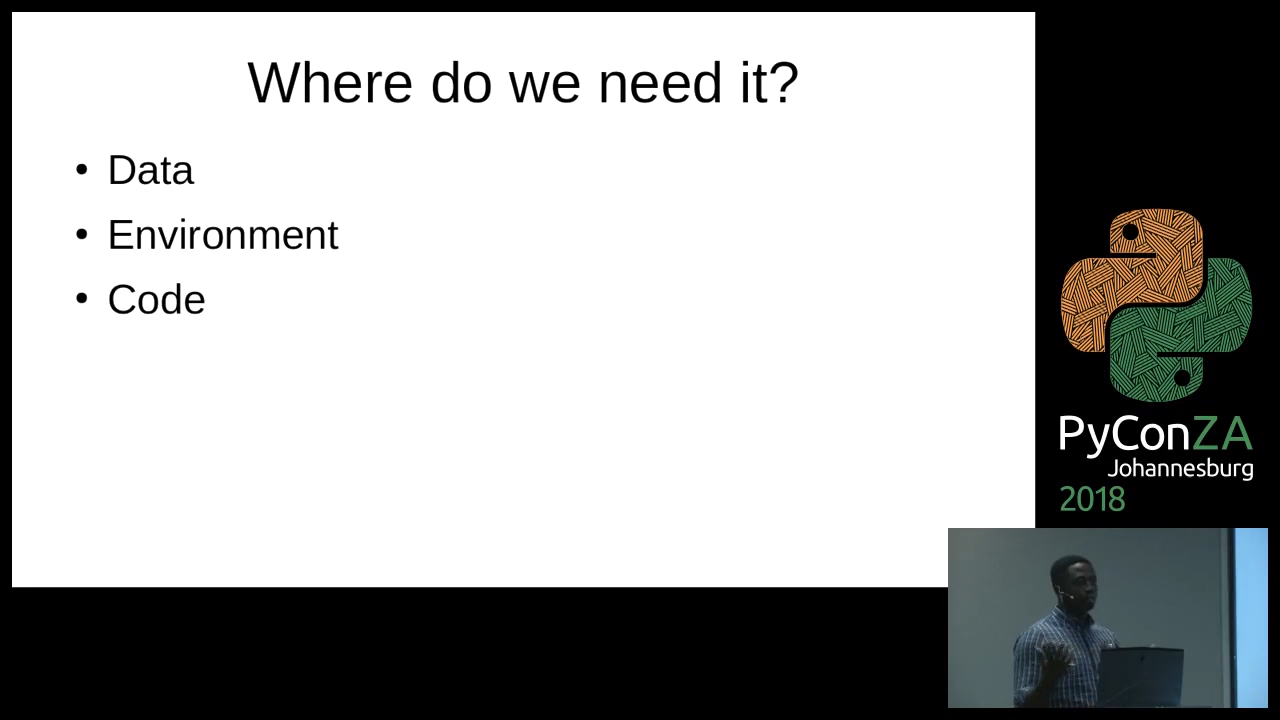 Where do we need it?
• Data
• Environment
• Code
PyConZA
Johannesburg
2018